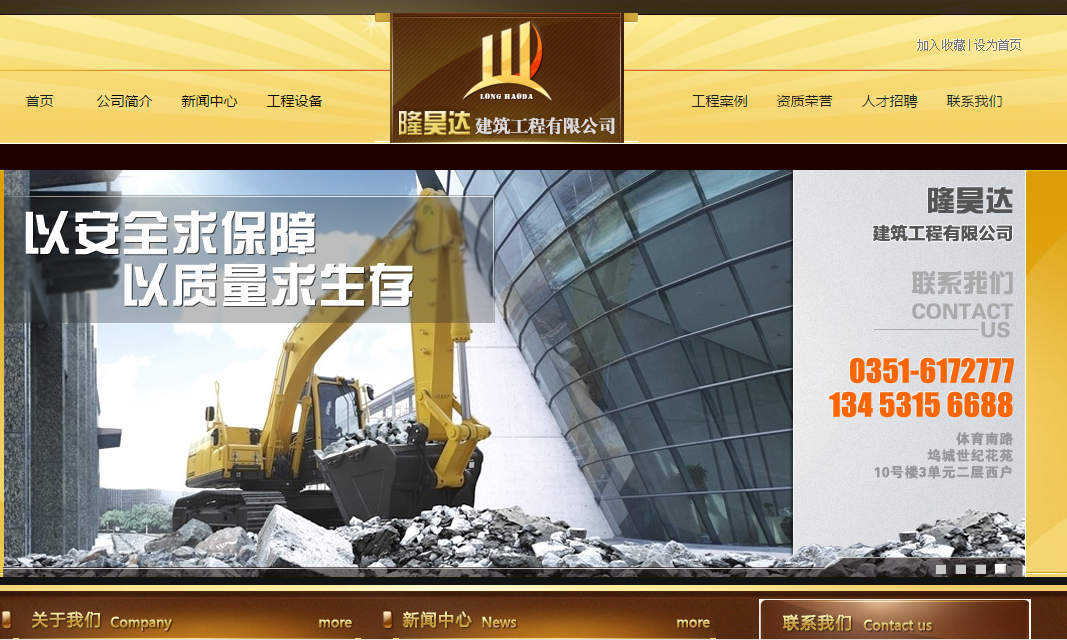 加入收藏 | 设为首页
首页 公司简介 新闻中心 工程设备
LONG HAODA
隆昊达 建筑工程有限公司
工程案例 资质荣誉 人才招聘 联系我们
以安全求保障
以质量求生存
隆昊达
建筑工程有限公司
联系我们
CONTACT
US
0351-6172777
134 5315 6688
体育南路
坞城世纪花苑
10号楼3单元二层西户
关于我们 Company more
新闻中心 News more
联系我们 Contact us